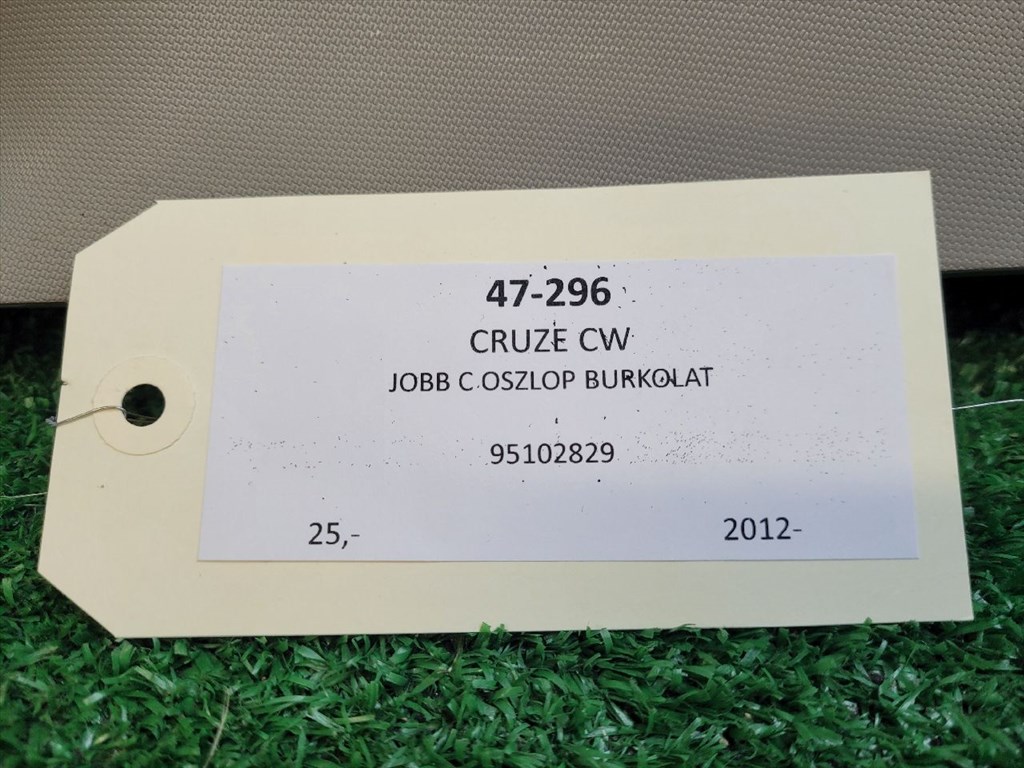 47-296
CRUZE CW
JOBB C OSZLOP BURKOLAT
95102829
25,- 2012-